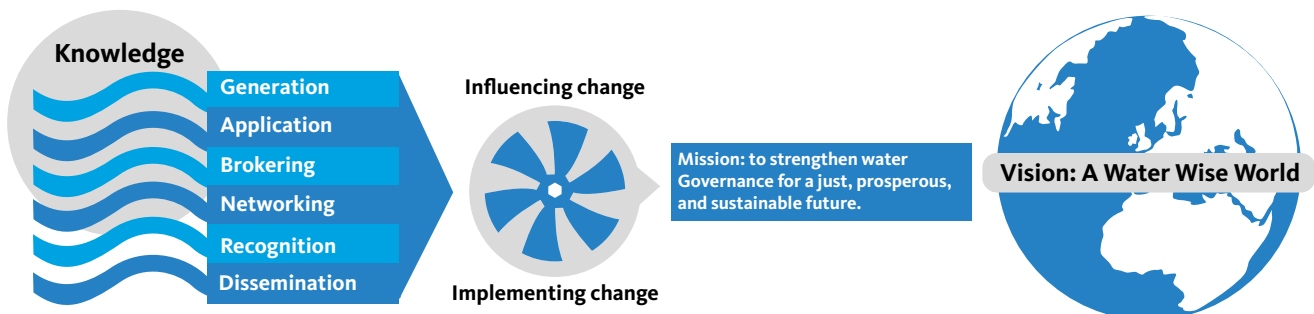 Knowledge
Generation
Application
Brokering
Networking
Recognition
Dissemination
Influencing change
Implementing change
Mission: to strengthen water
Governance for a just, prosperous,
and sustainable future.
Vision: A Water Wise World